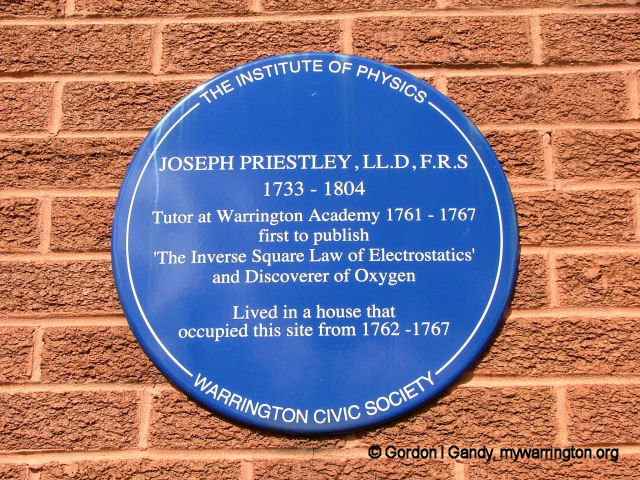 THE INSTITUTE OF PHYSICS
JOSEPH PRIESTLEY, LL.D, F.R.S
1733 - 1804
Tutor at Warrington Academy 1761 - 1767
first to publish
'The Inverse Square Law of Electrostatics'
and Discoverer of Oxygen
Lived in a house that
occupied this site from 1762 -1767
WARRINGTON CIVIC SOCIETY
© Gordon I Gandy, mywarrington.org